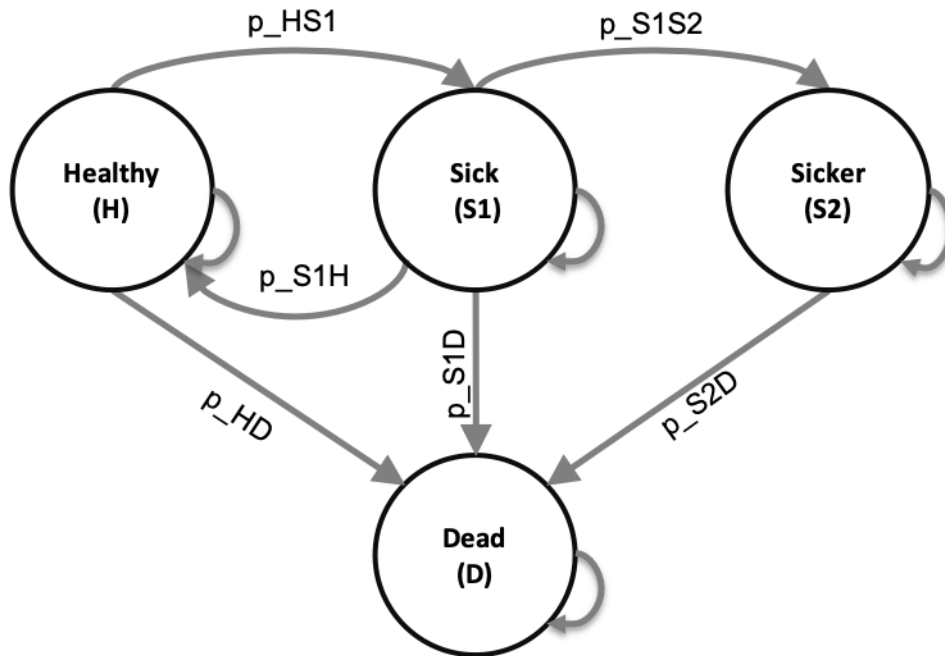 p_HS1
p_S1S2
Healthy
(H)
Sick
(S1)
Sicker
(S2)
p_S1H
p_HD
p_S1D
p_S2D
Dead
(D)